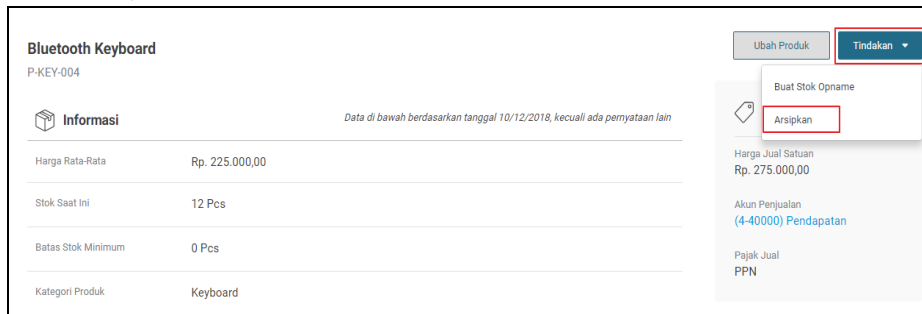 Bluetooth Keyboard
P-KEY-004
Ubah Produk
Tindakan
Buat Stok Opname
Arsipkan
Informasi
Data di bawah berdasarkan tanggal 10/12/2018, kecuali ada pernyataan lain
Harga Rata-Rata Rp. 225.000,00
Stok Saat Ini 12 Pcs
Batas Stok Minimum 0 Pcs
Kategori Produk Keyboard
Harga Jual Satuan
Rp. 275.000,00
Akun Penjualan
(4-40000) Pendapatan
Pajak Jual
PPN